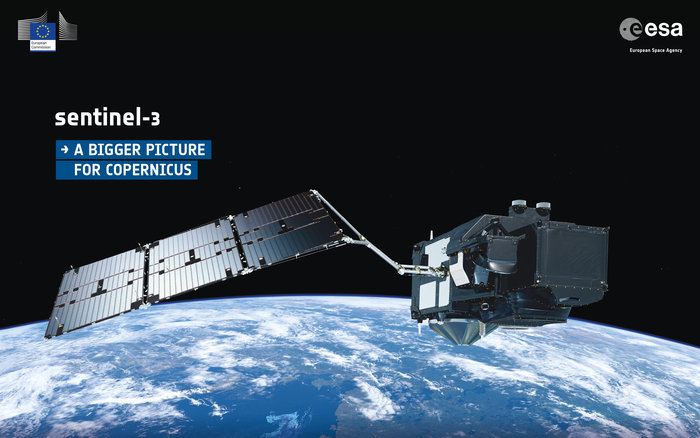 European
Commission
esa
European Space Agency
sentinel-3
→ A BIGGER PICTURE
FOR COPERNICUS